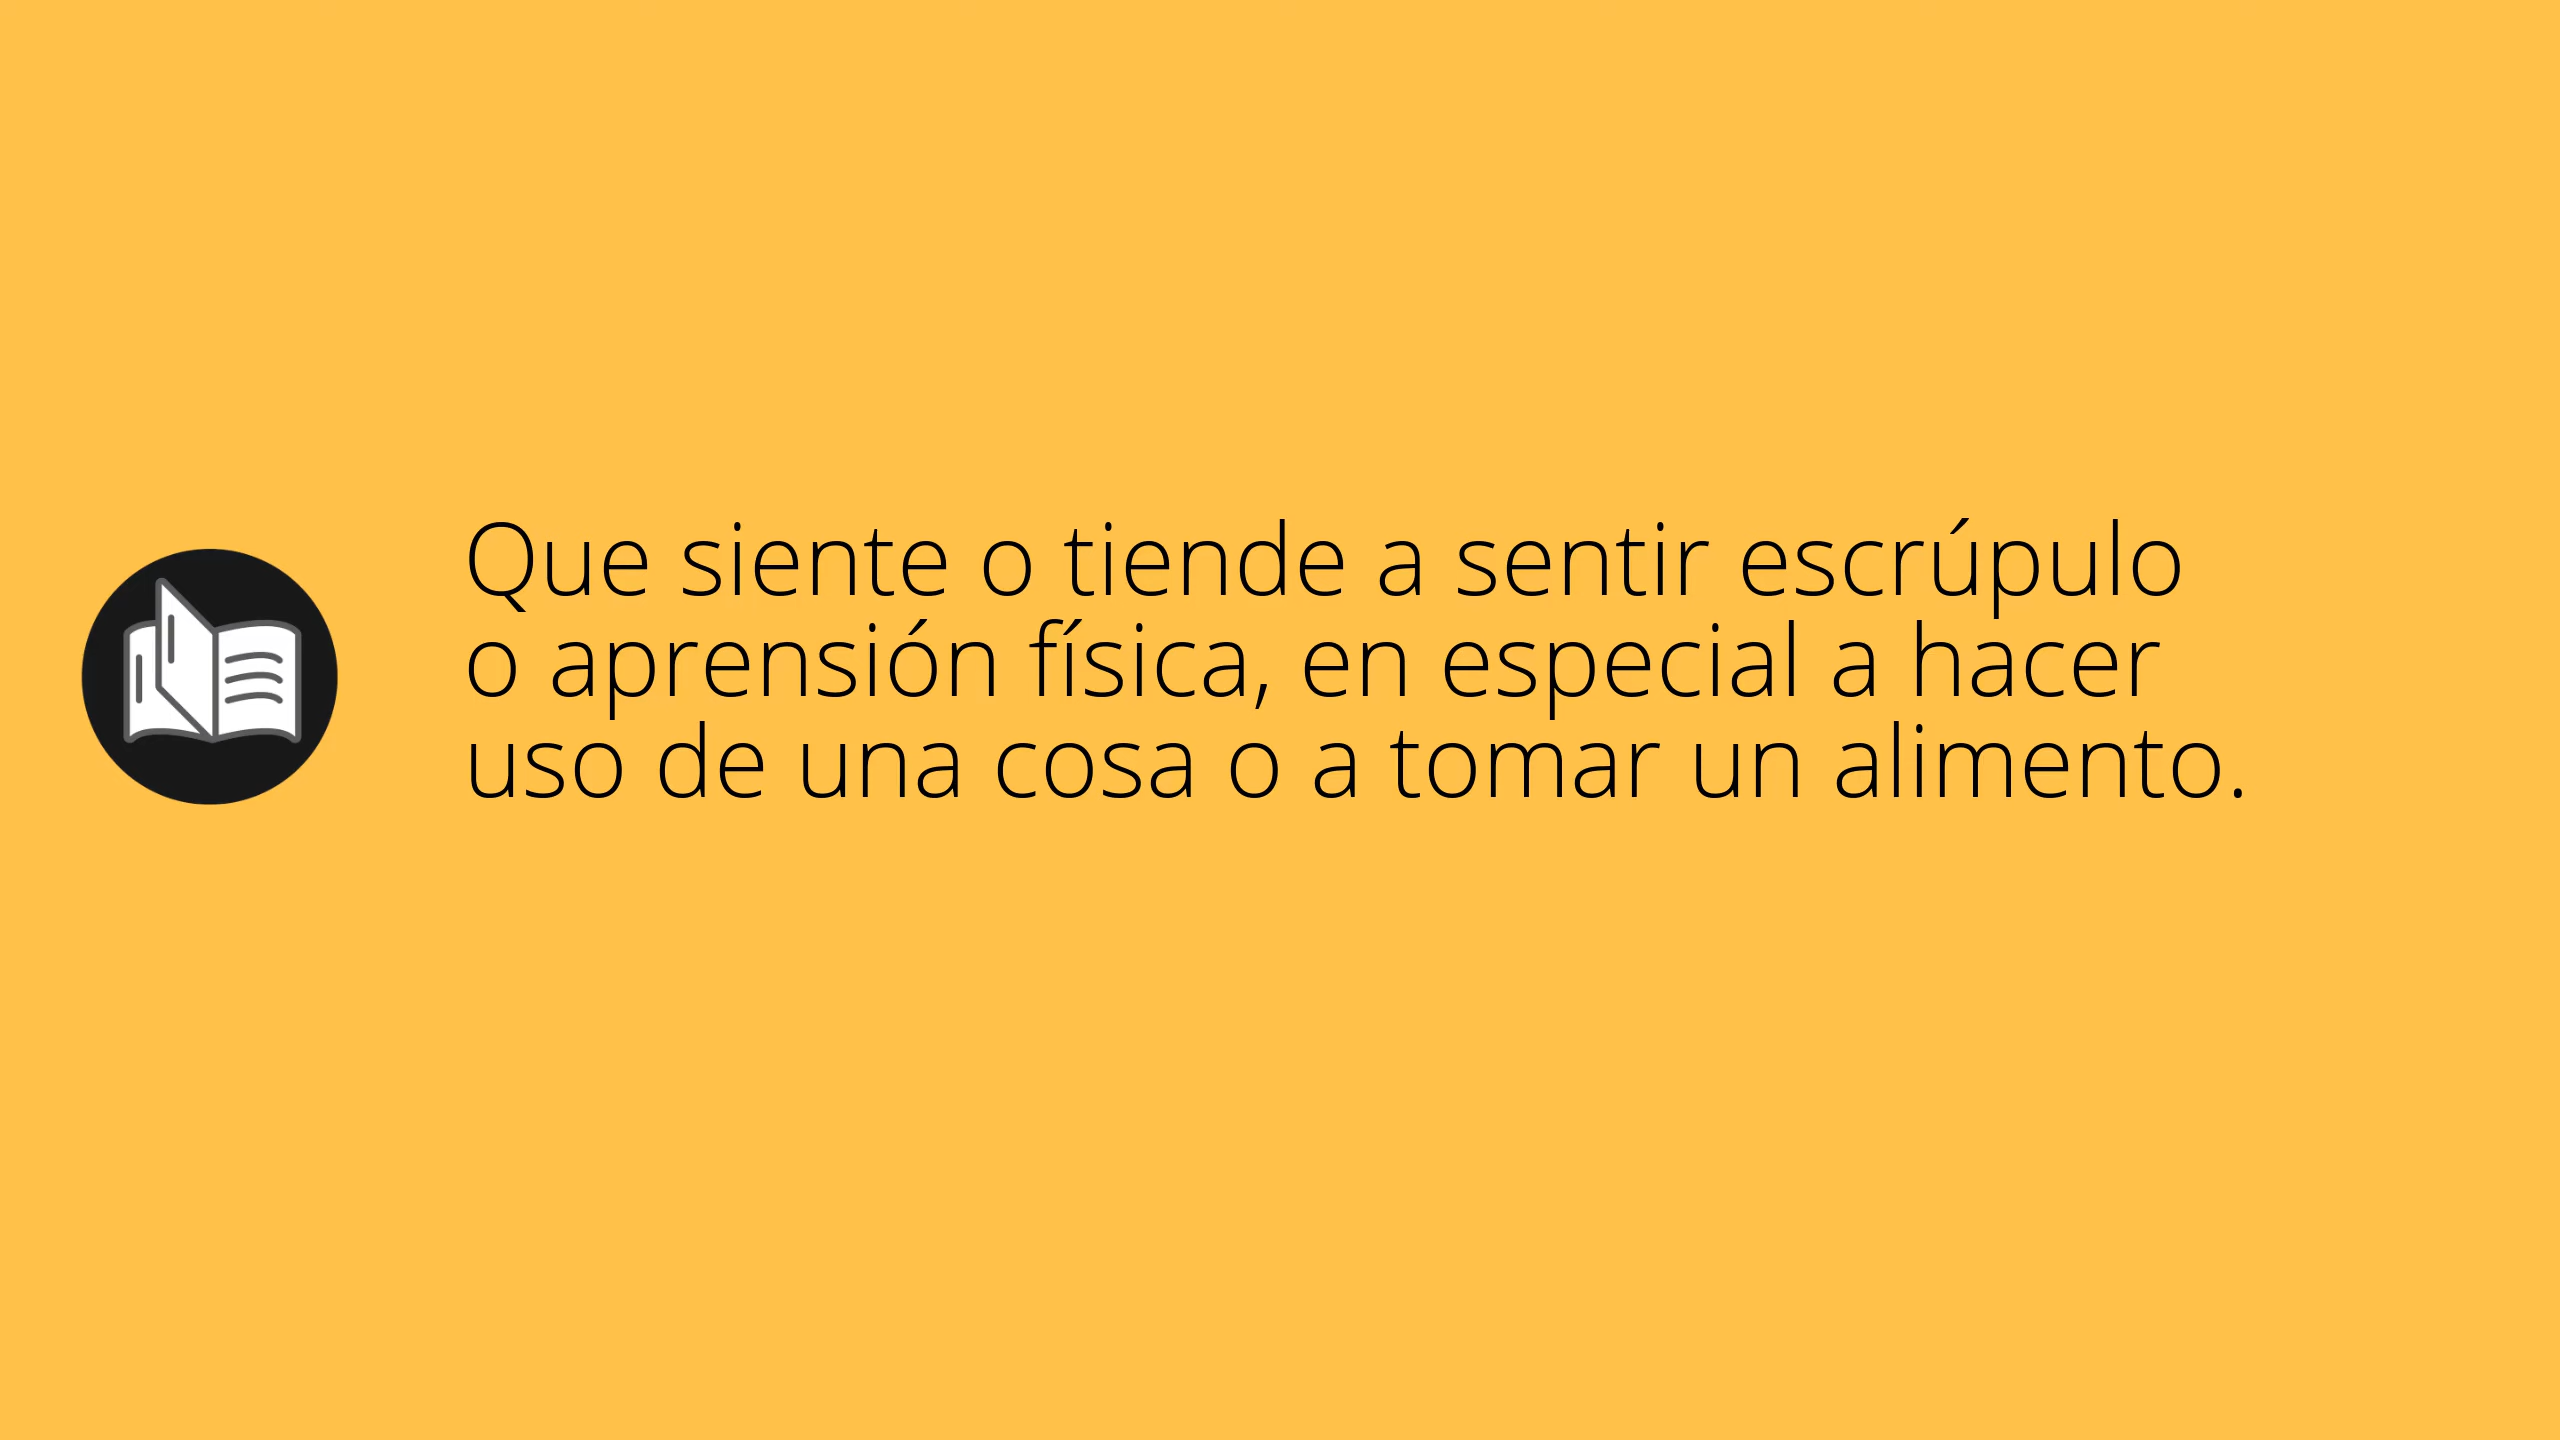 Que siente o tiende a sentir escrúpulo
o aprensión física, en especial a hacer
uso de una cosa o a tomar un alimento.